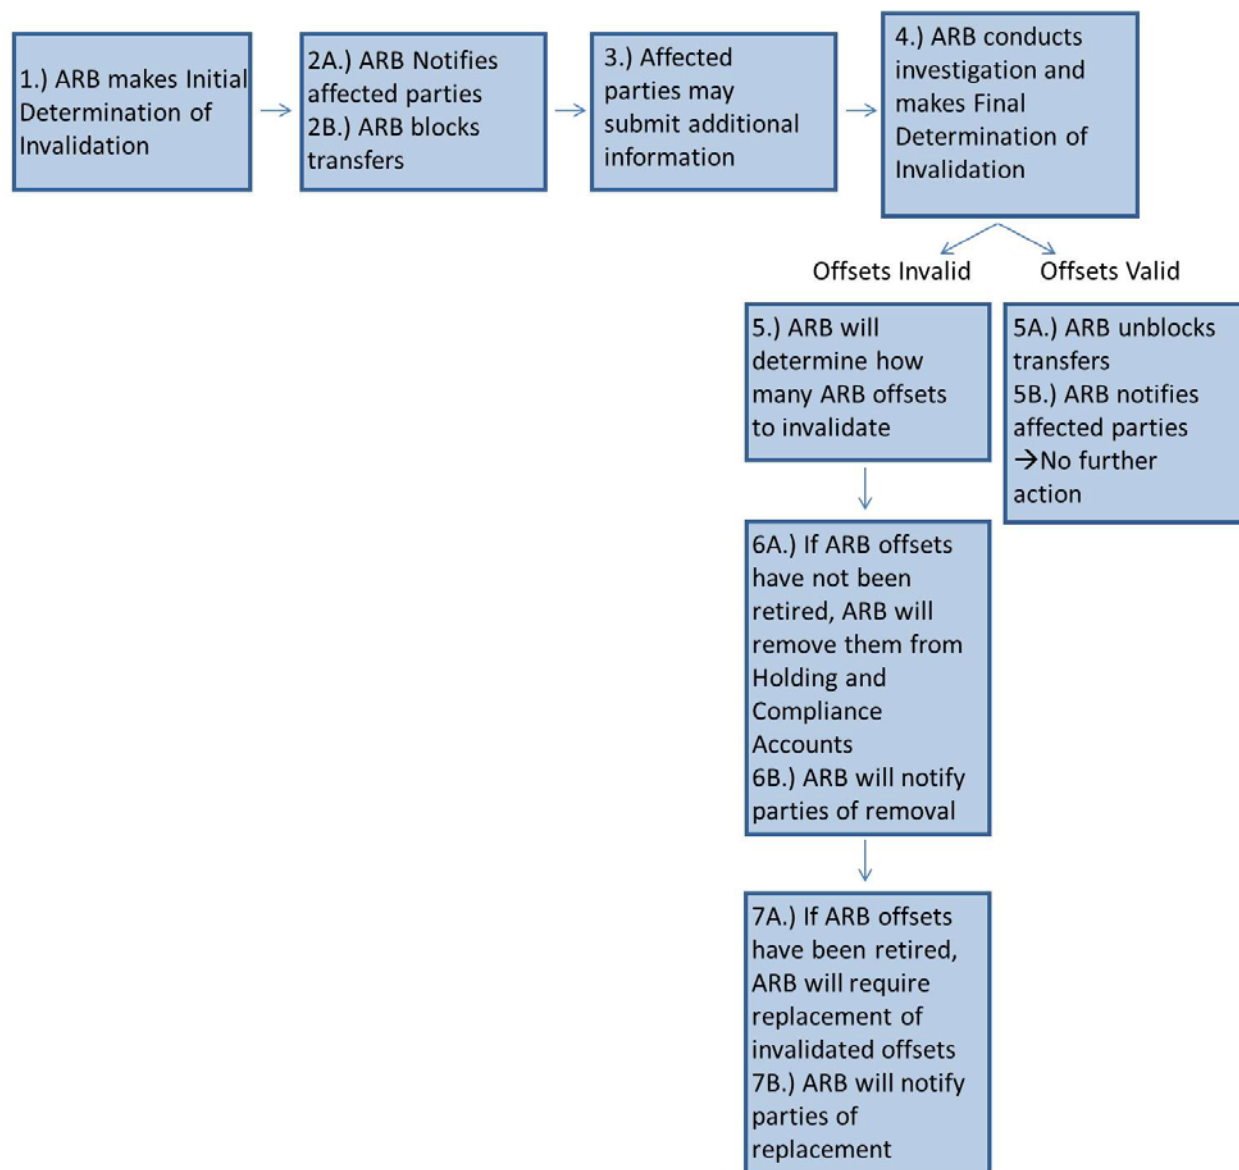 1.) ARB makes Initial
Determination of
Invalidation
2A.) ARB Notifies
affected parties
2B.) ARB blocks
transfers
3.) Affected
parties may
submit additional
information
4.) ARB conducts
investigation and
makes Final
Determination of
Invalidation
Offsets Invalid
Offsets Valid
5.) ARB will
determine how
many ARB offsets
to invalidate
5A.) ARB unblocks
transfers
5B.) ARB notifies
affected parties
→No further
action
6A.) If ARB offsets
have not been
retired, ARB will
remove them from
Holding and
Compliance
Accounts
6B.) ARB will notify
parties of removal
7A.) If ARB offsets
have been retired,
ARB will require
replacement of
invalidated offsets
7B.) ARB will notify
parties of
replacement